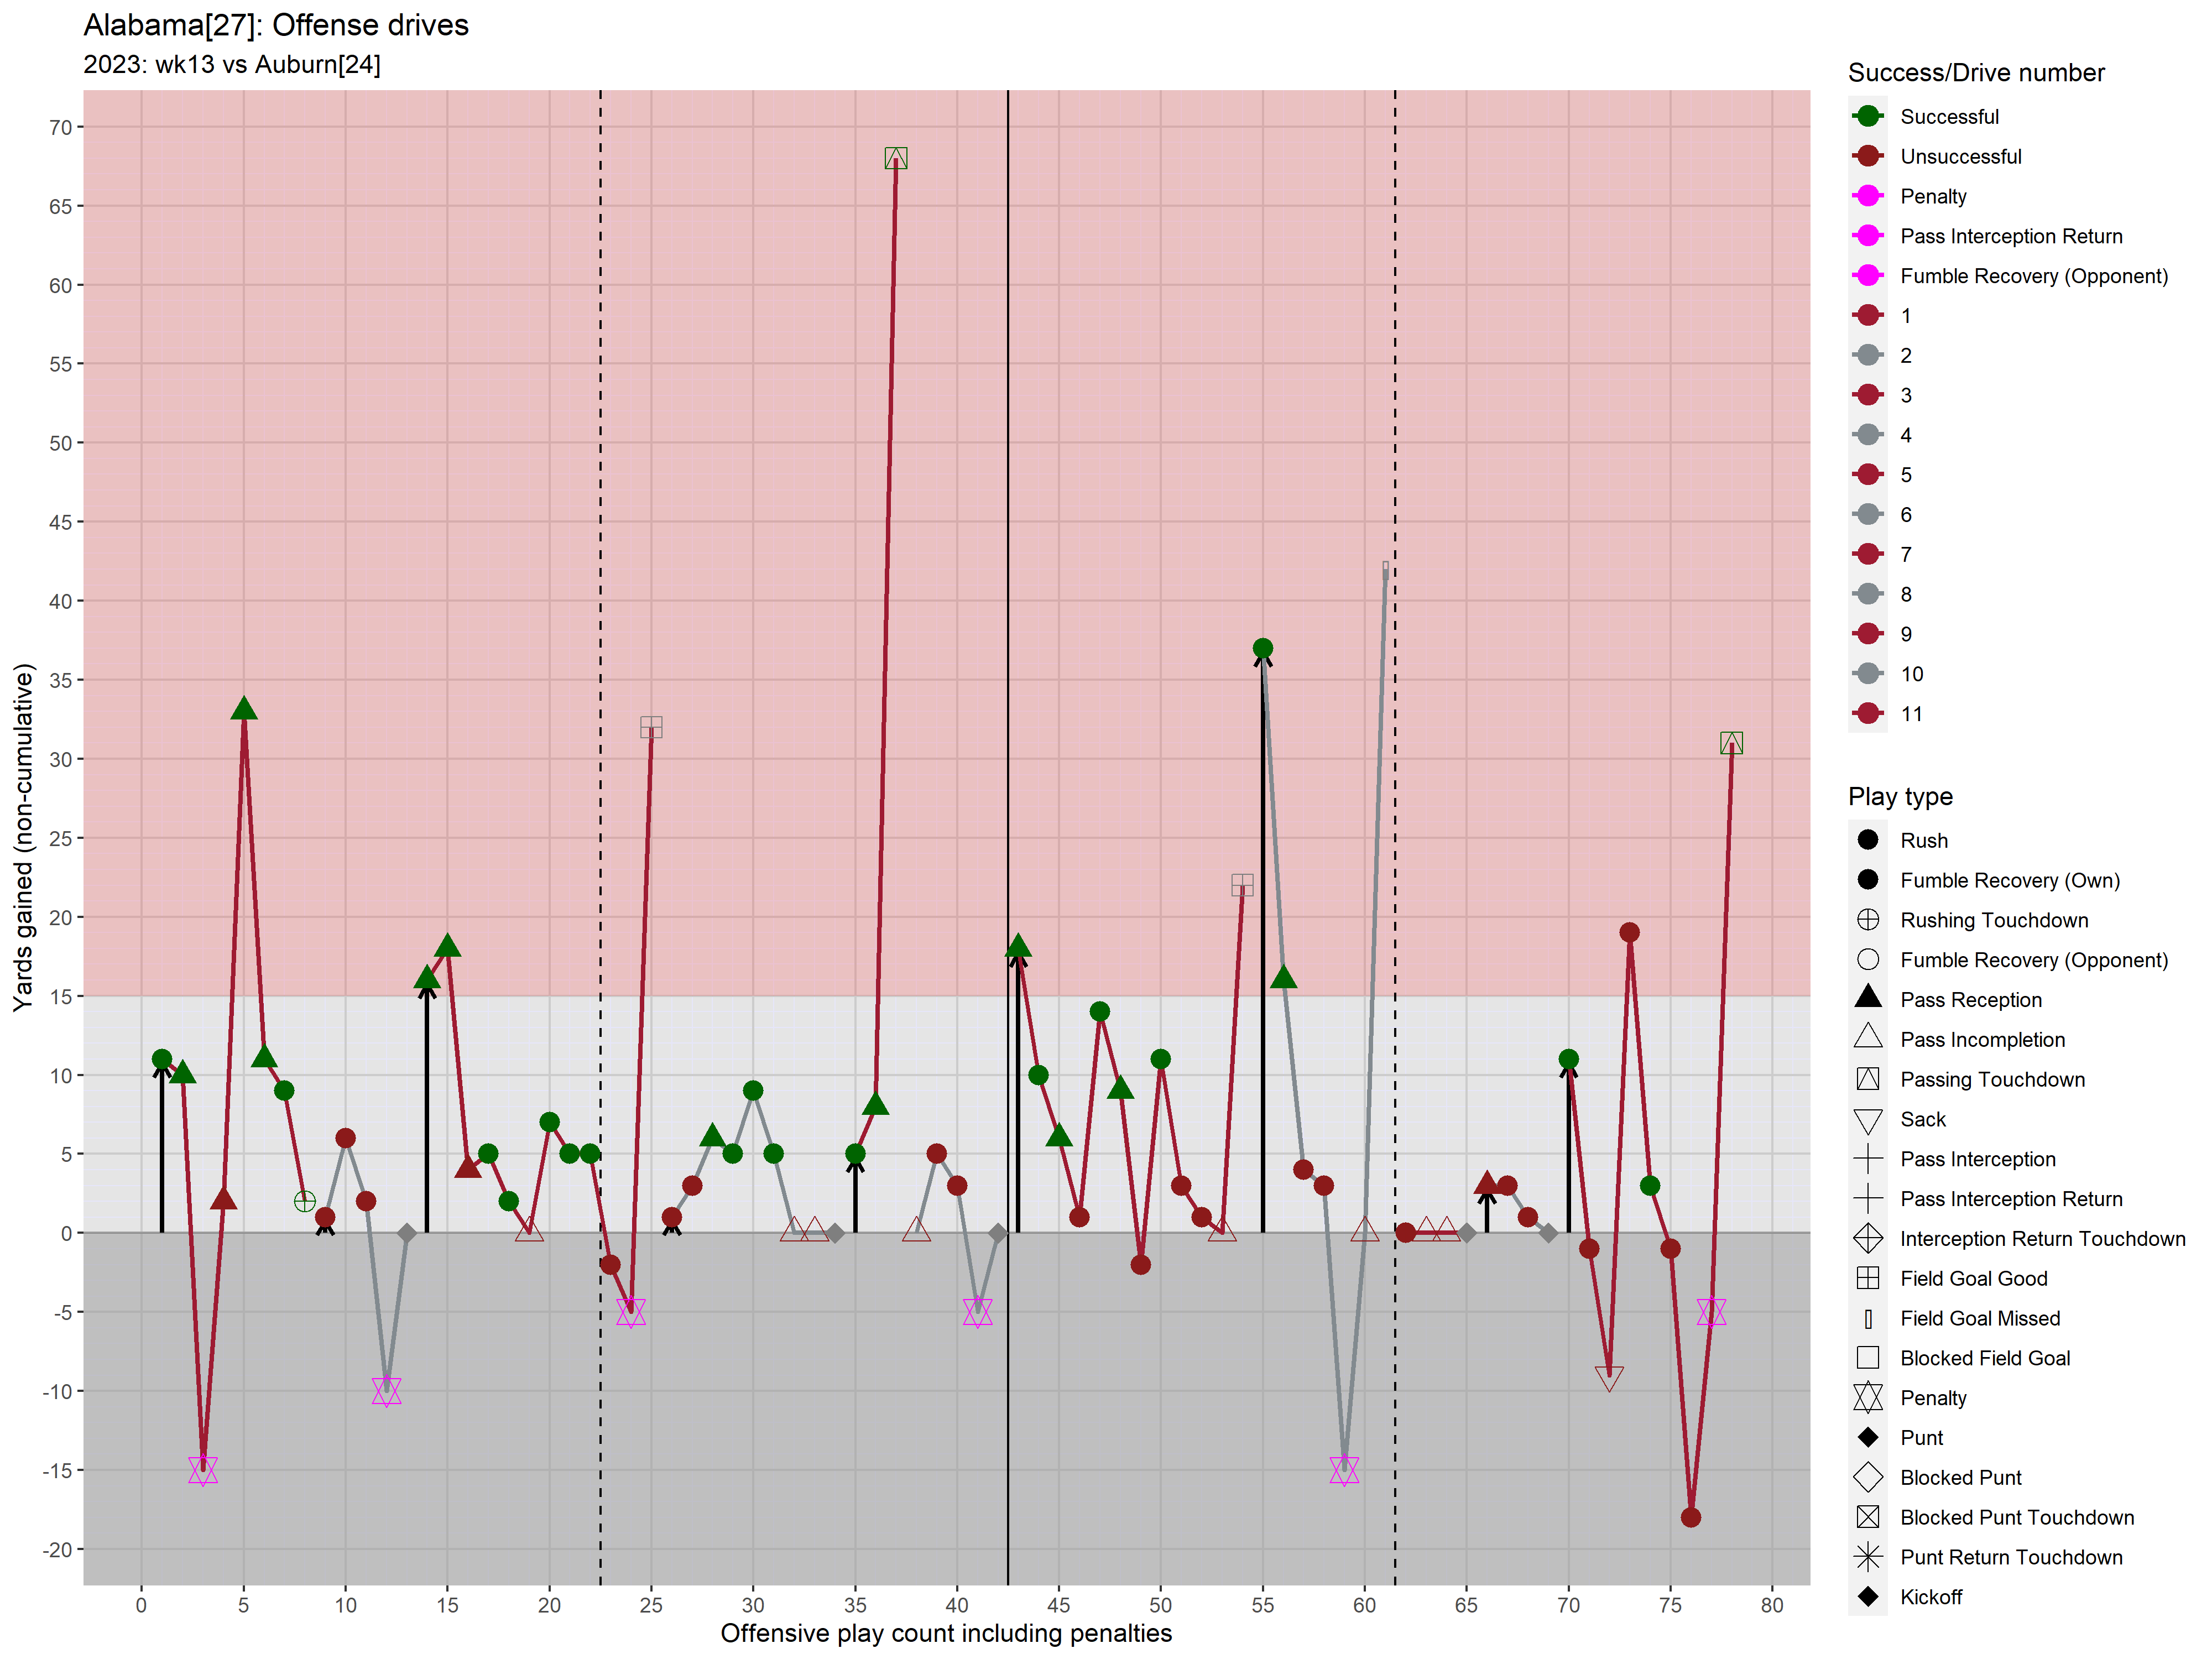 Alabama[27]: Offense drives
2023: wk13 vs Auburn[24]
Yards gained (non-cumulative)
70
65
60
55
50
45
40
35
30
25
20
15
10
5
0
-5
-10
-15
-20
0 5 10 15 20 25 30 35 40 45 50 55 60 65 70 75 80
Offensive play count including penalties
Success/Drive number
Successful
Unsuccessful
Penalty
Pass Interception Return
Fumble Recovery (Opponent)
1
2
3
4
5
6
7
8
9
10
11
Play type
Rush
Fumble Recovery (Own)
Rushing Touchdown
Fumble Recovery (Opponent)
Pass Reception
Pass Incompletion
Passing Touchdown
Sack
Pass Interception
Pass Interception Return
Interception Return Touchdown
Field Goal Good
Field Goal Missed
Blocked Field Goal
Penalty
Punt
Blocked Punt
Blocked Punt Touchdown
Punt Return Touchdown
Kickoff